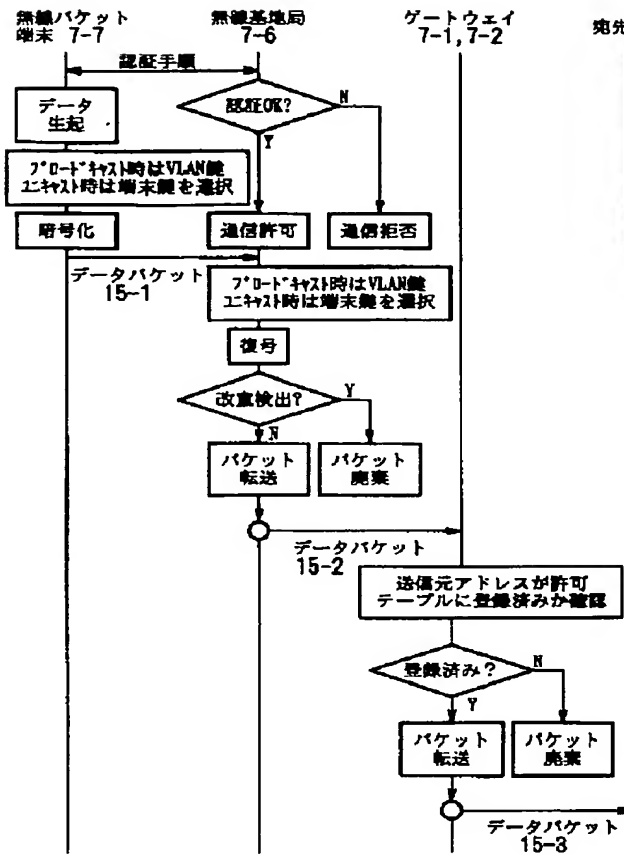 無線パケット
端末 7-7
無線基地局
7-6
ゲートウェイ
7-1, 7-2
宛先
認証手順
データ
生起
認証OK?
N
Y
ブロードキャスト時はVLAN鍵
ユニキャスト時は端末鍵を選択
暗号化
通信許可
通信拒否
データパケット
15-1
ブロードキャスト時はVLAN鍵
ユニキャスト時は端末鍵を選択
復号
改竄検出?
Y
N
パケット
転送
パケット
廃棄
データパケット
15-2
送信元アドレスが許可
テーブルに登録済みか確認
登録済み?
N
Y
パケット
転送
パケット
廃棄
データパケット
15-3